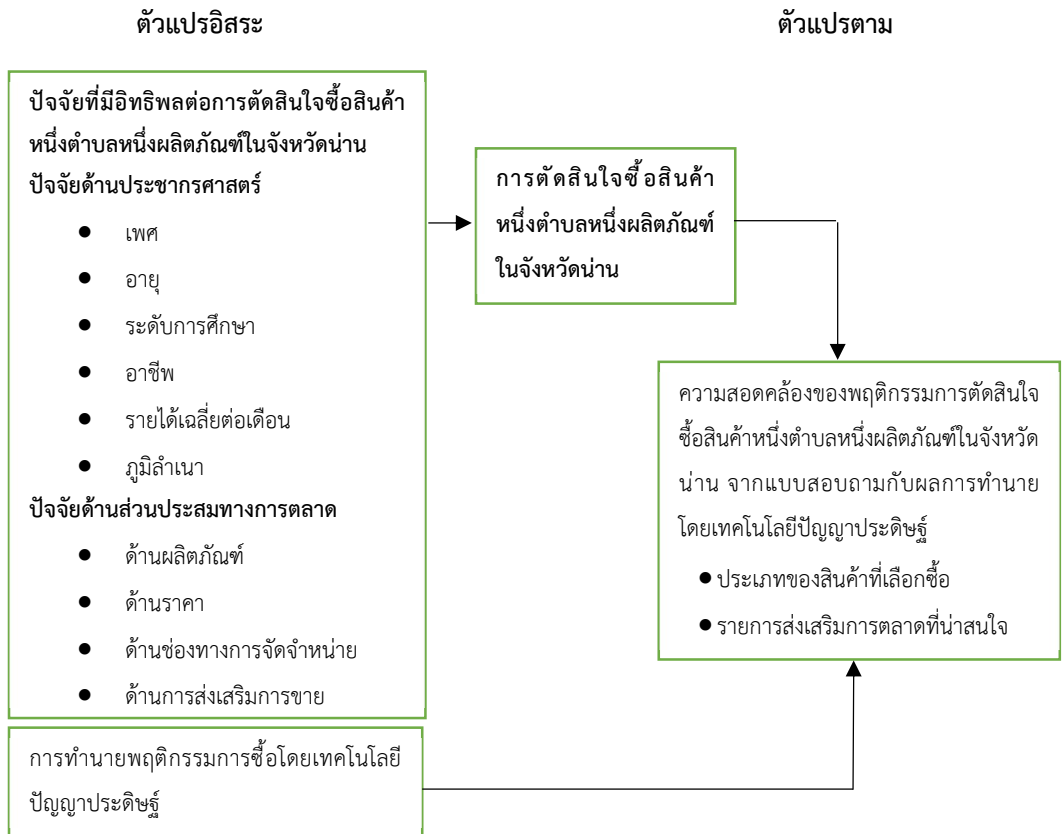 ตัวแปรอิสระ
ตัวแปรตาม
ปัจจัยที่มีอิทธิพลต่อการตัดสินใจซื้อสินค้า
หนึ่งตำบลหนึ่งผลิตภัณฑ์ในจังหวัดน่าน
ปัจจัยด้านประชากรศาสตร์
● เพศ
● อายุ
● ระดับการศึกษา
● อาชีพ
● รายได้เฉลี่ยต่อเดือน
● ภูมิลำเนา
ปัจจัยด้านส่วนประสมทางการตลาด
● ด้านผลิตภัณฑ์
● ด้านราคา
● ด้านช่องทางการจัดจำหน่าย
● ด้านการส่งเสริมการขาย
การทำนายพฤติกรรมการซื้อโดยเทคโนโลยี
ปัญญาประดิษฐ์
การตัดสินใจซื้อสินค้า
หนึ่งตำบลหนึ่งผลิตภัณฑ์
ในจังหวัดน่าน
ความสอดคล้องของพฤติกรรมการตัดสินใจ
ซื้อสินค้าหนึ่งตำบลหนึ่งผลิตภัณฑ์ในจังหวัด
น่าน จากแบบสอบถามกับผลการทำนาย
โดยเทคโนโลยีปัญญาประดิษฐ์
● ประเภทของสินค้าที่เลือกซื้อ
● รายการส่งเสริมการตลาดที่น่าสนใจ